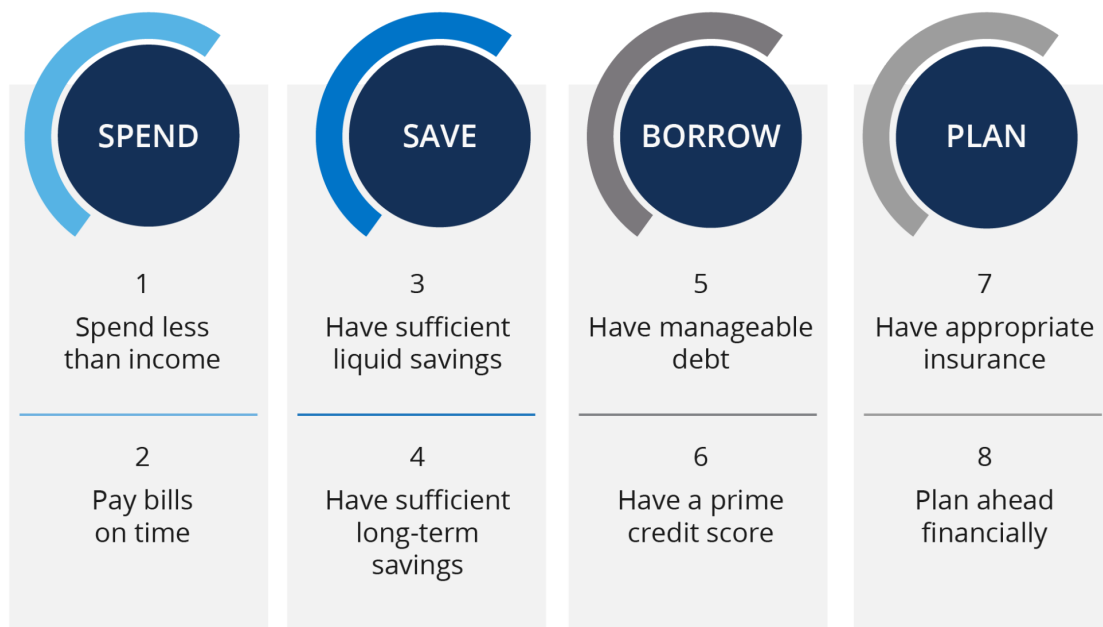 SPEND
1
Spend less
than income
2
Pay bills
on time
SAVE
3
Have sufficient
liquid savings
4
Have sufficient
long-term
savings
BORROW
5
Have manageable
debt
6
Have a prime
credit score
PLAN
7
Have appropriate
insurance
8
Plan ahead
financially